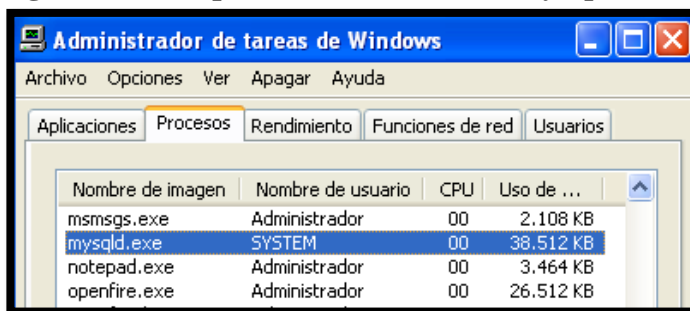 Administrador de tareas de Windows
Archivo Opciones Ver Apagar Ayuda
Aplicaciones Procesos Rendimiento Funciones de red Usuarios
Nombre de imagen Nombre de usuario CPU Uso de ...
msmsgs.exe Administrador 00 2.108 KB
mysqld.exe SYSTEM 00 38.512 KB
notepad.exe Administrador 00 3.464 KB
openfire.exe Administrador 00 26.512 KB